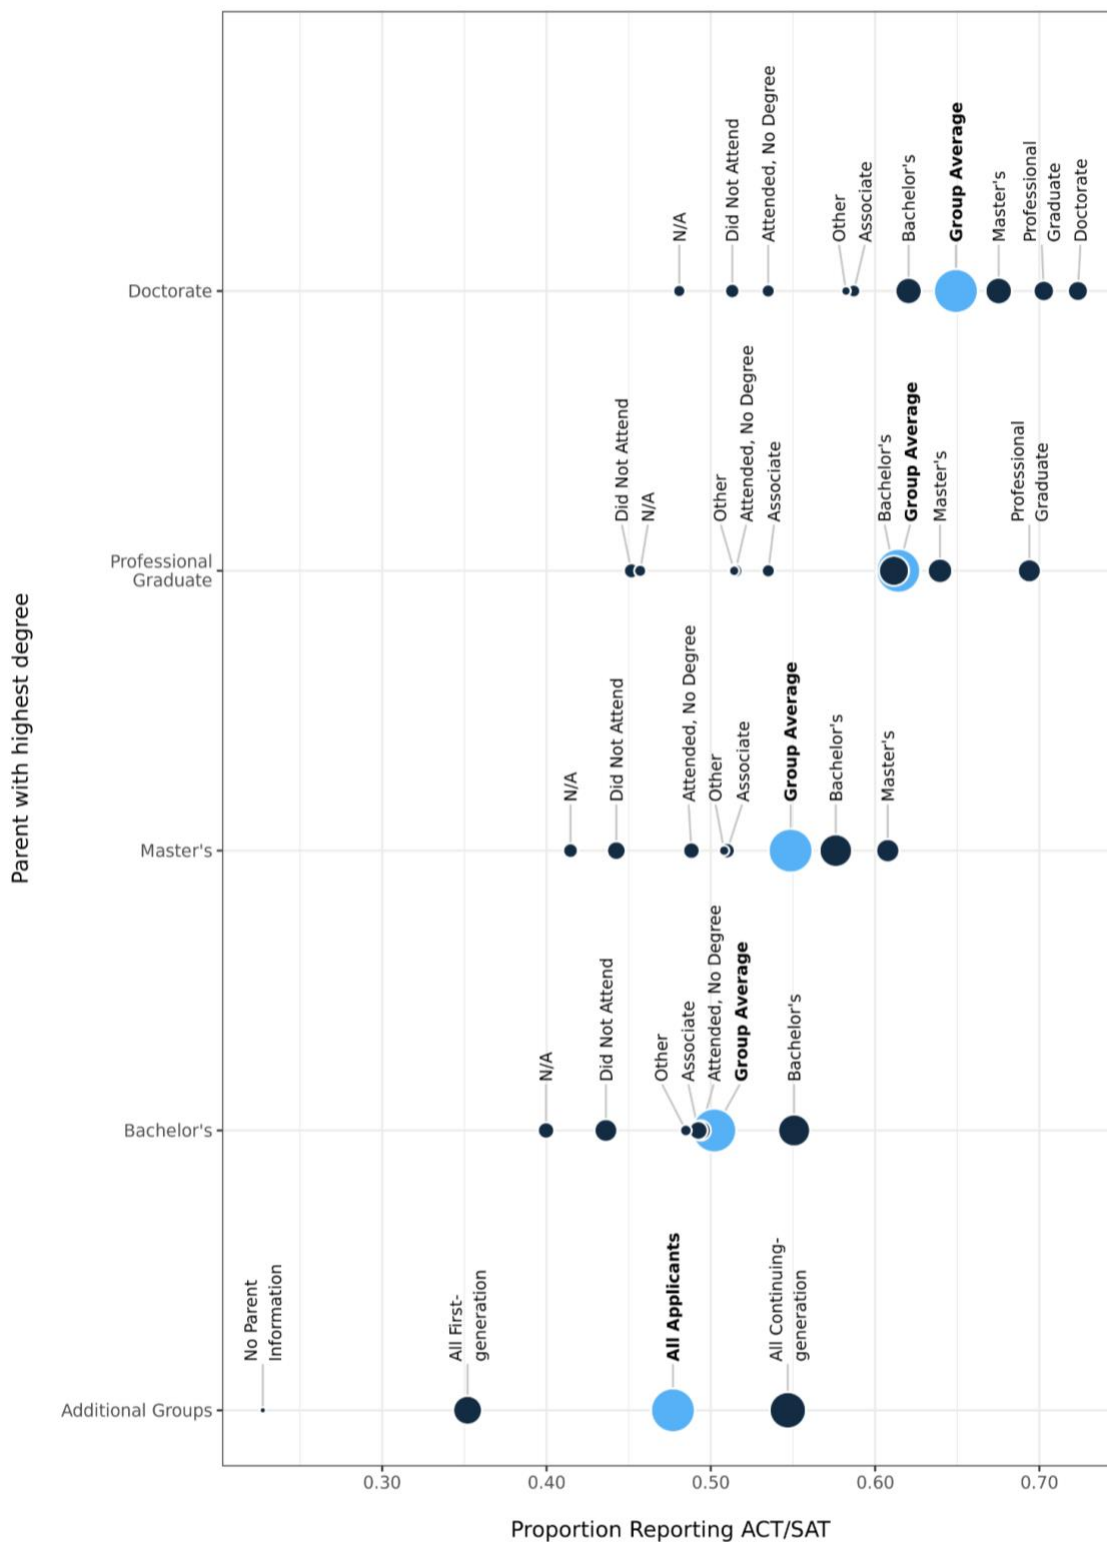 N/A
Did Not Attend
Attended, No Degree
Other
Associate
Bachelor's
Group Average
Master's
Professional
Graduate
Doctorate
Doctorate
Did Not Attend
N/A
Other
Attended, No Degree
Associate
Bachelor's
Group Average
Master's
Professional
Graduate
Professional
Graduate
N/A
Did Not Attend
Attended, No Degree
Other
Associate
Group Average
Bachelor's
Master's
Master's
N/A
Did Not Attend
Other
Associate
Attended, No Degree
Group Average
Bachelor's
Bachelor's
No Parent
Information
All First-
generation
All Applicants
All Continuing-
generation
Additional Groups
Parent with highest degree
0.30
0.40
0.50
0.60
0.70
Proportion Reporting ACT/SAT